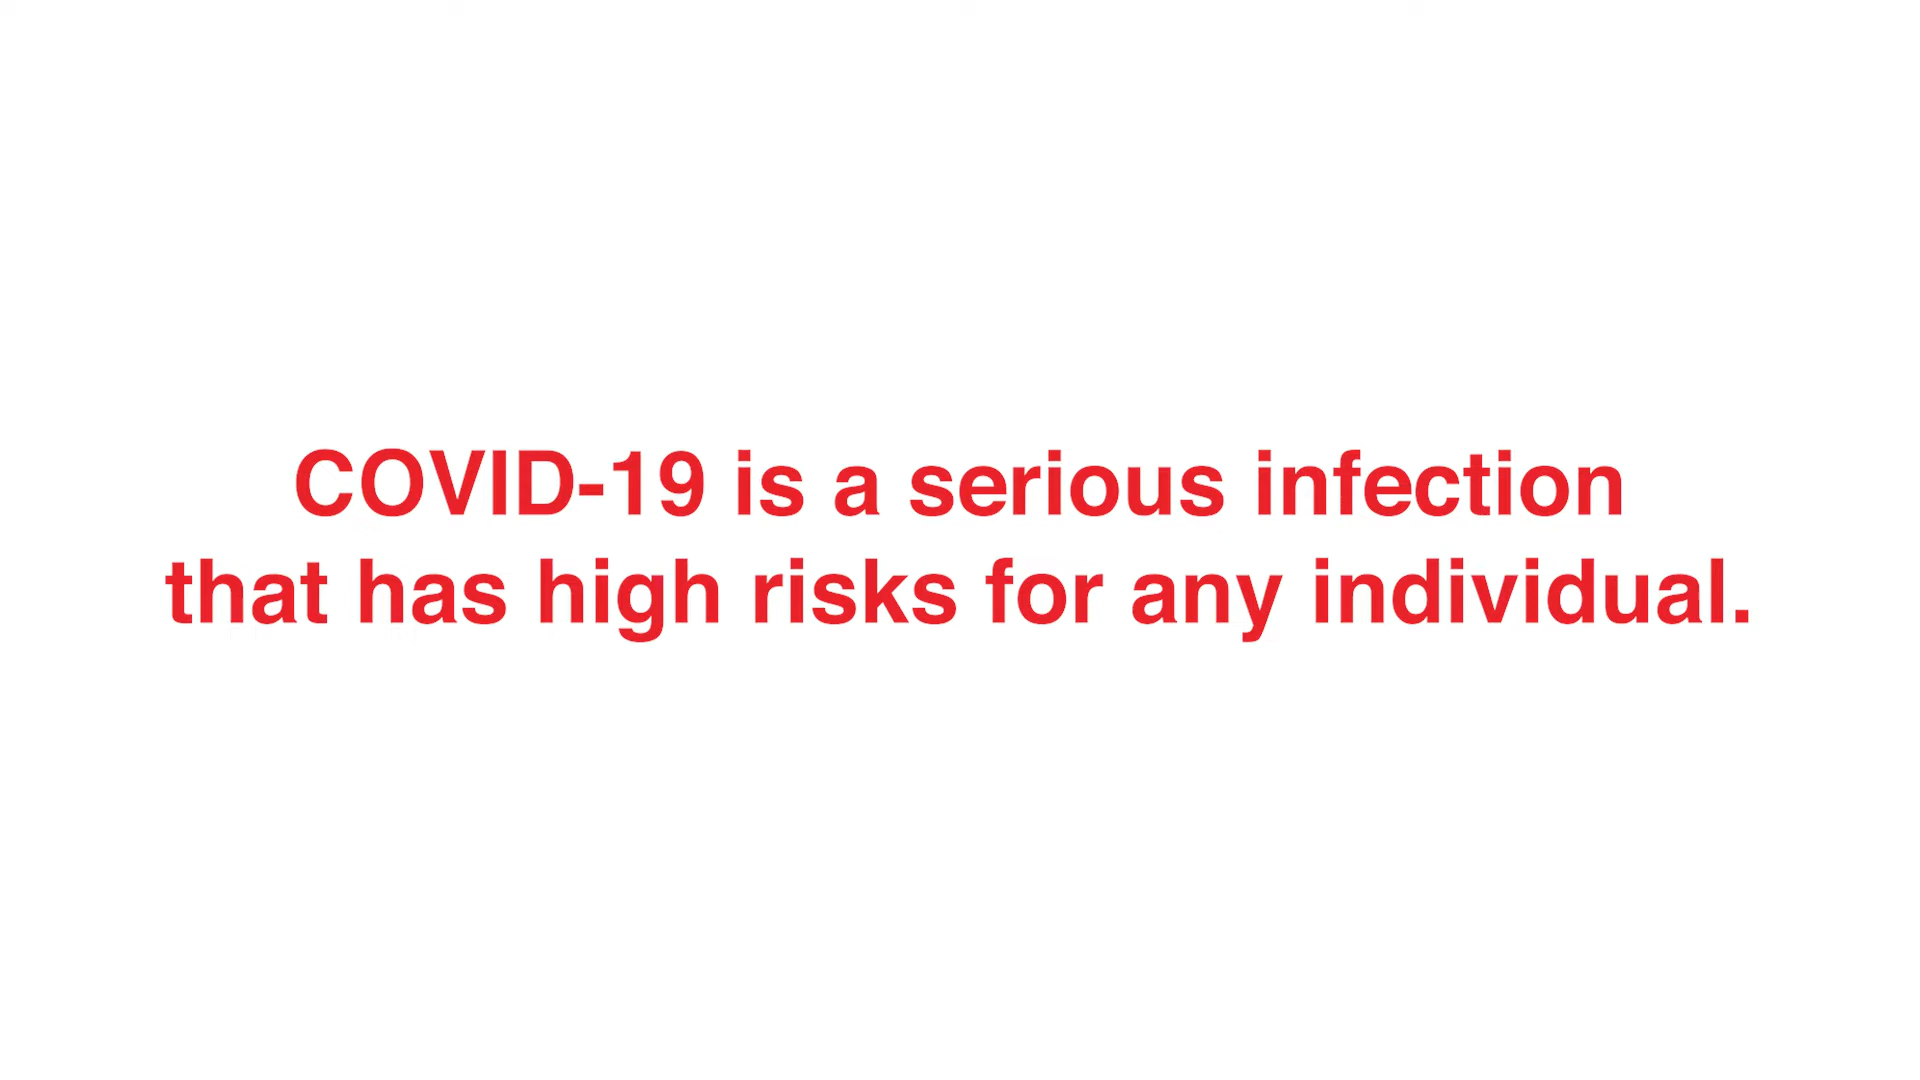 COVID-19 is a serious infection
that has high risks for any individual.